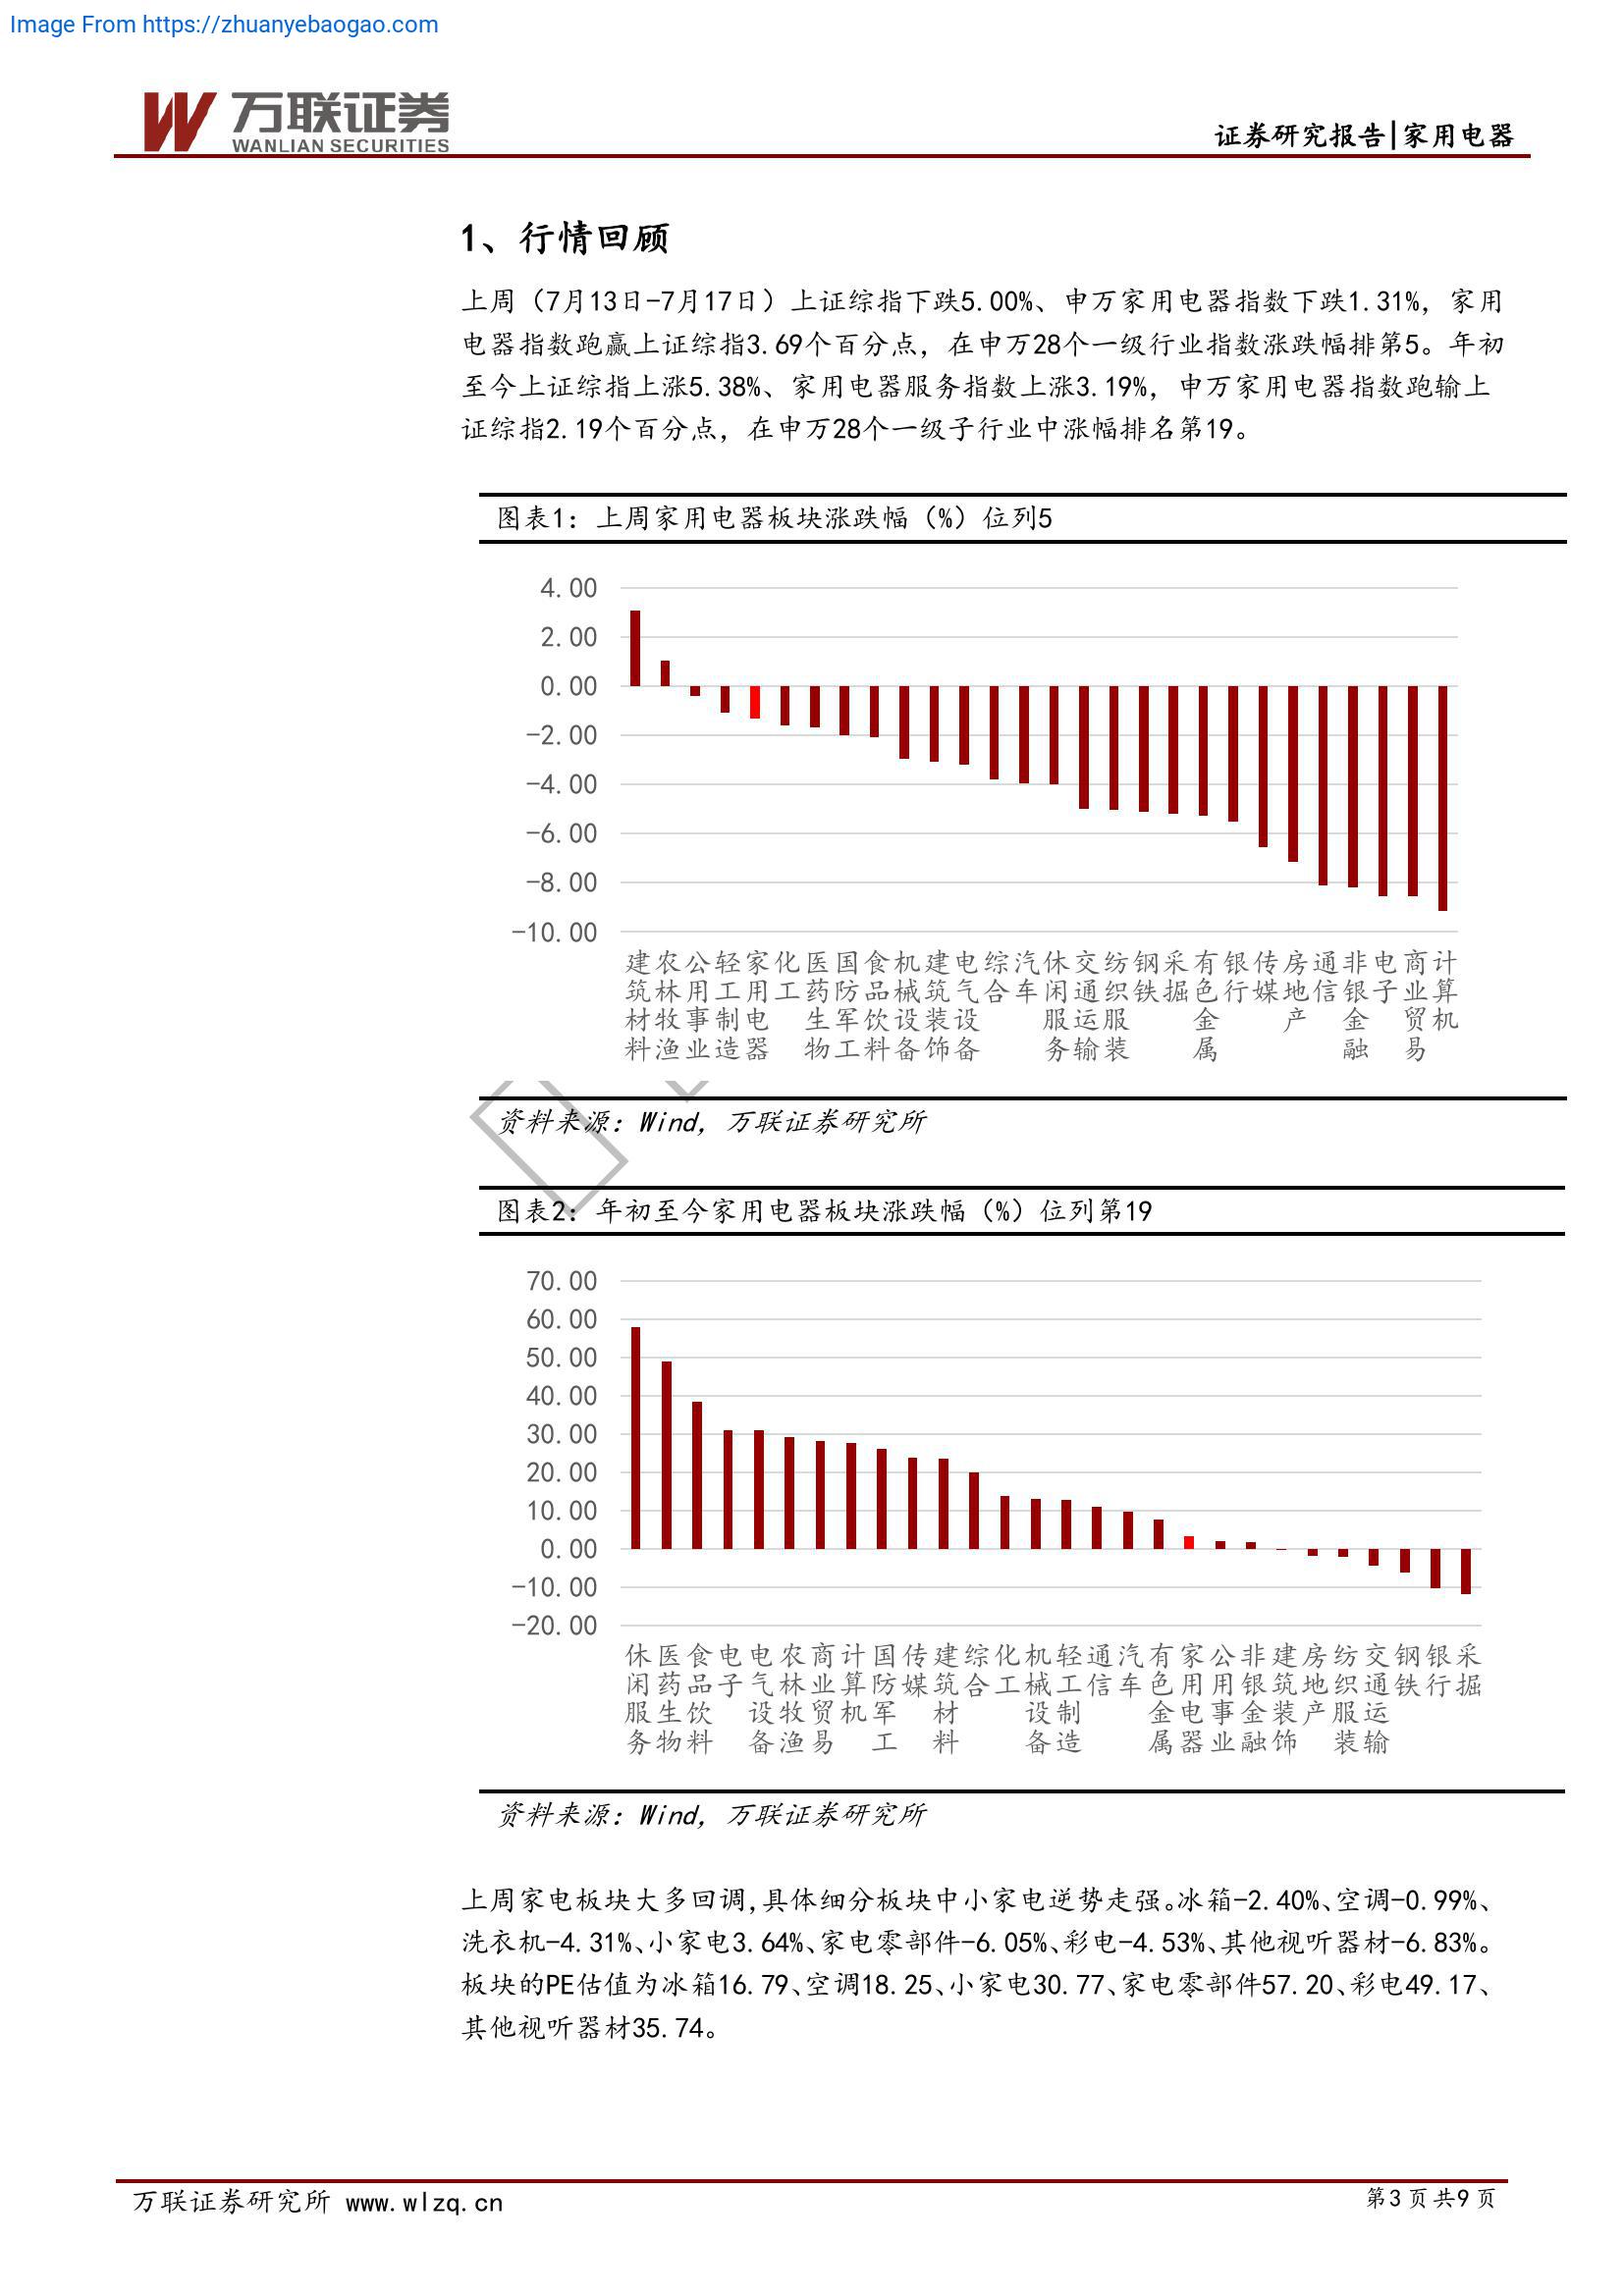 Image From https://zhuanyebaogao.com
万联证券
WANLIAN SECURITIES
证券研究报告|家用电器
1、行情回顾
上周（7月13日-7月17日）上证综指下跌5.00%、申万家用电器指数下跌1.31%，家用
电器指数跑赢上证综指3.69个百分点，在申万28个一级行业指数涨跌幅排第5。年初
至今上证综指上涨5.38%、家用电器服务指数上涨3.19%，申万家用电器指数跑输上
证综指2.19个百分点，在申万28个一级子行业中涨幅排名第19。
图表1：上周家用电器板块涨跌幅（%）位列5
4.00
2.00
0.00
-2.00
-4.00
-6.00
-8.00
-10.00
建筑材料
农林牧渔
公用事业
轻工制造
家用电器
化工
医药生物
国防军工
食品饮料
机械设备
建筑装饰
电气设备
综合
汽车
休闲服务
交通运输
纺织服装
钢铁
采掘
有色金属
银行
传媒
房地产
通信
非银金融
电子
商业贸易
计算机
资料来源：Wind，万联证券研究所
图表2：年初至今家用电器板块涨跌幅（%）位列第19
70.00
60.00
50.00
40.00
30.00
20.00
10.00
0.00
-10.00
-20.00
休闲服务
医药生物
食品饮料
电子
电气设备
农林牧渔
商业贸易
计算机
国防军工
传媒
建筑材料
综合
化工
机械设备
轻工制造
通信
汽车
有色金属
家用电器
公用事业
非银金融
建筑装饰
房地产
纺织服装
交通运输
钢铁
银行
采掘
资料来源：Wind，万联证券研究所
上周家电板块大多回调,具体细分板块中小家电逆势走强。冰箱-2.40%、空调-0.99%、
洗衣机-4.31%、小家电3.64%、家电零部件-6.05%、彩电-4.53%、其他视听器材-6.83%。
板块的PE估值为冰箱16.79、空调18.25、小家电30.77、家电零部件57.20、彩电49.17、
其他视听器材35.74。
万联证券研究所 www.wlzq.cn
第3页共9页